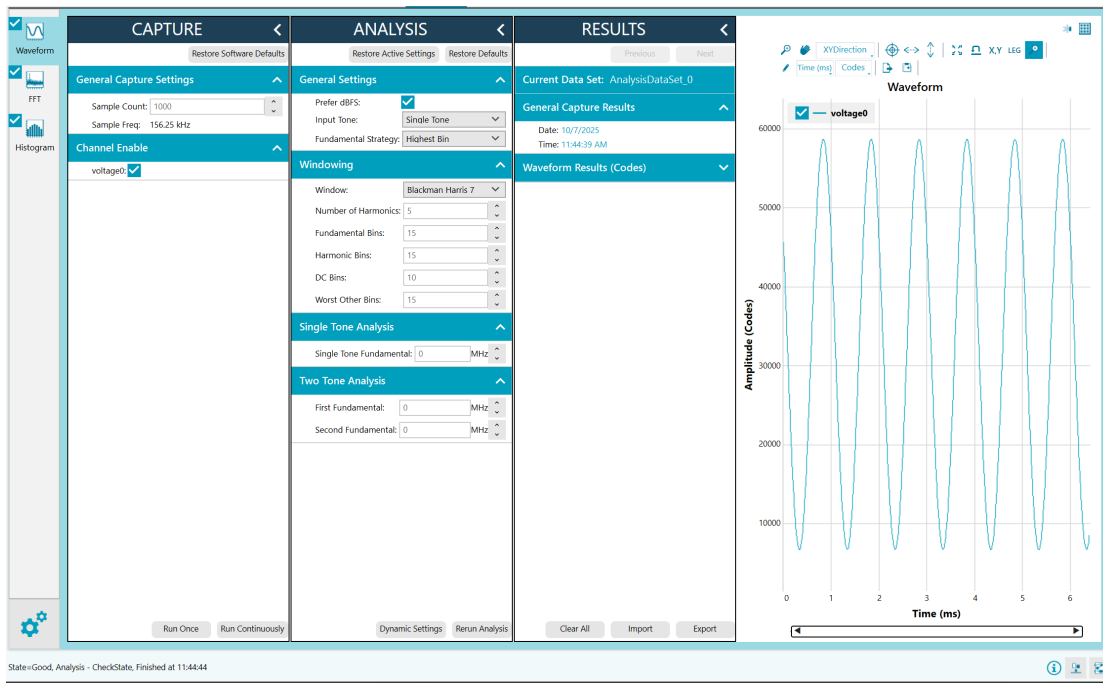 Waveform
FFT
Histogram
CAPTURE
Restore Software Defaults
General Capture Settings
Sample Count: 1000
Sample Freq: 156.25 kHz
Channel Enable
voltage0:
Run Once Run Continuously
ANALYSIS
Restore Active Settings Restore Defaults
General Settings
Prefer dBFS:
Input Tone: Single Tone
Fundamental Strategy: Highest Bin
Windowing
Window: Blackman Harris 7
Number of Harmonics: 5
Fundamental Bins: 15
Harmonic Bins: 15
DC Bins: 10
Worst Other Bins: 15
Single Tone Analysis
Single Tone Fundamental: 0 MHz
Two Tone Analysis
First Fundamental: 0 MHz
Second Fundamental: 0 MHz
Dynamic Settings Rerun Analysis
RESULTS
Previous Next
Current Data Set: AnalysisDataSet_0
General Capture Results
Date: 10/7/2025
Time: 11:44:39 AM
Waveform Results (Codes)
Clear All Import Export
XYDirection X,Y LEG
Time (ms) Codes
Waveform
voltage0
60000
50000
40000
30000
20000
10000
Amplitude (Codes)
0 1 2 3 4 5 6
Time (ms)
State=Good, Analysis - CheckState, Finished at 11:44:44